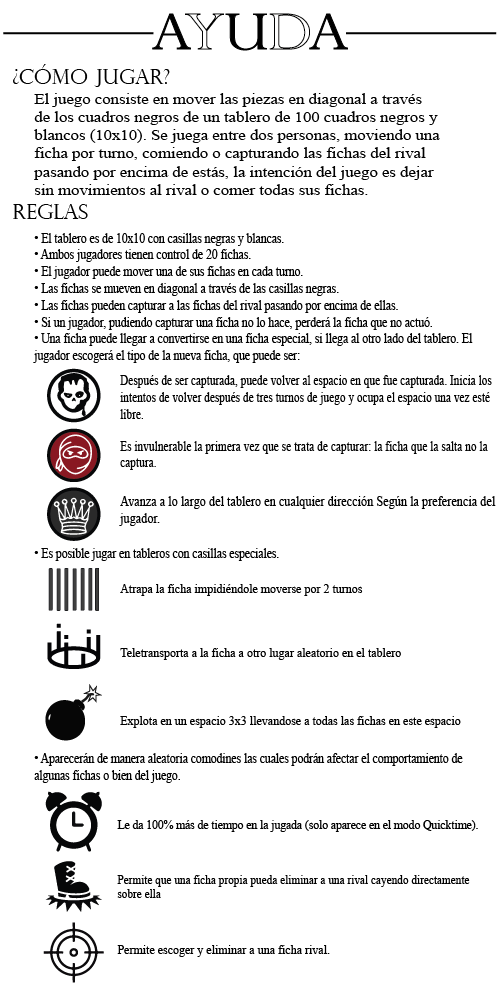 AYUDA
¿CÓMO JUGAR?
El juego consiste en mover las piezas en diagonal a través
de los cuadros negros de un tablero de 100 cuadros negros y
blancos (10x10). Se juega entre dos personas, moviendo una
ficha por turno, comiendo o capturando las fichas del rival
pasando por encima de estás, la intención del juego es dejar
sin movimientos al rival o comer todas sus fichas.
REGLAS
• El tablero es de 10x10 con casillas negras y blancas.
• Ambos jugadores tienen control de 20 fichas.
• El jugador puede mover una de sus fichas en cada turno.
• Las fichas se mueven en diagonal a través de las casillas negras.
• Las fichas pueden capturar a las fichas del rival pasando por encima de ellas.
• Si un jugador, pudiendo capturar una ficha no lo hace, perderá la ficha que no actuó.
• Una ficha puede llegar a convertirse en una ficha especial, si llega al otro lado del tablero. El
jugador escogerá el tipo de la nueva ficha, que puede ser:
Después de ser capturada, puede volver al espacio en que fue capturada. Inicia los
intentos de volver después de tres turnos de juego y ocupa el espacio una vez esté
libre.
Es invulnerable la primera vez que se trata de capturar: la ficha que la salta no la
captura.
Avanza a lo largo del tablero en cualquier dirección Según la preferencia del
jugador.
• Es posible jugar en tableros con casillas especiales.
Atrapa la ficha impidiéndole moverse por 2 turnos
Teletransporta a la ficha a otro lugar aleatorio en el tablero
Explota en un espacio 3x3 llevandose a todas las fichas en este espacio
• Aparecerán de manera aleatoria comodines las cuales podrán afectar el comportamiento de
algunas fichas o bien del juego.
Le da 100% más de tiempo en la jugada (solo aparece en el modo Quicktime).
Permite que una ficha propia pueda eliminar a una rival cayendo directamente
sobre ella
Permite escoger y eliminar a una ficha rival.